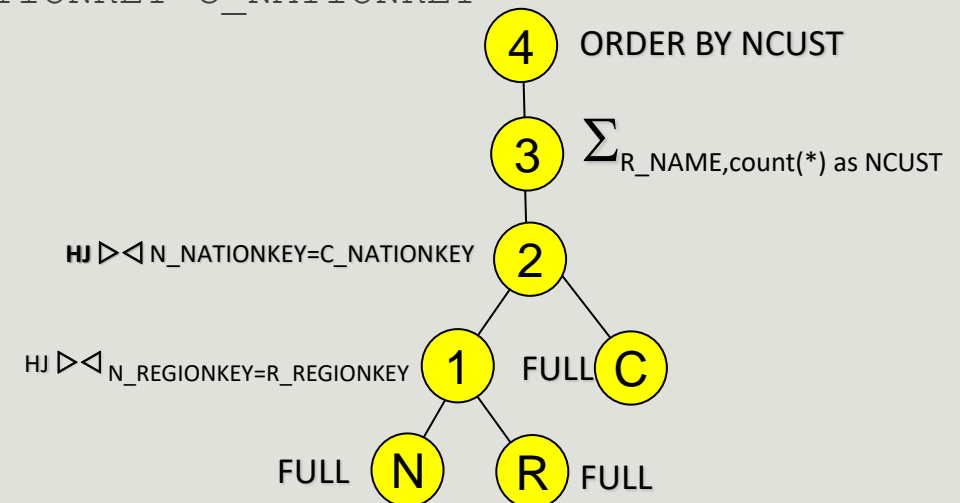 4 ORDER BY NCUST
3 ∑ R_NAME,count(*) as NCUST
HJ ▷◁ N_NATIONKEY=C_NATIONKEY 2
HJ ▷◁ N_REGIONKEY=R_REGIONKEY 1 FULL C
FULL N R FULL